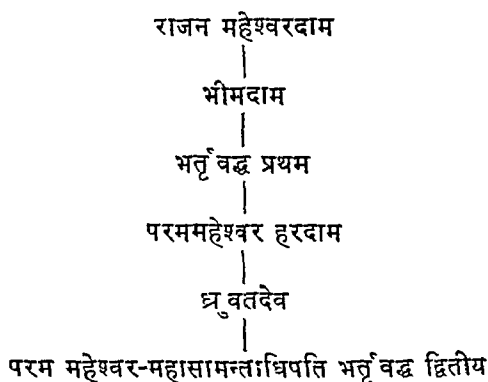 राजन महेश्वरदाम
भीमदाम
भर्तृवद्ध प्रथम
परममहेश्वर हरदाम
ध्रुवतदेव
परम महेश्वर-महासामन्ताधिपति भर्तृवद्ध द्वितीय